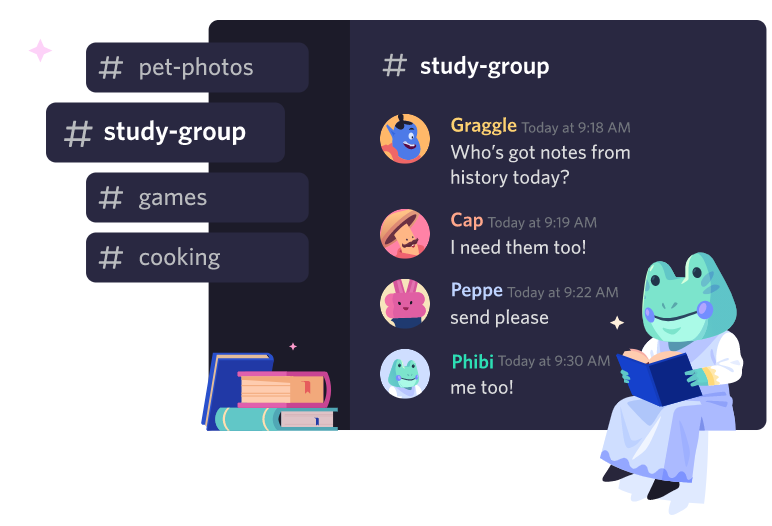 # pet-photos
# study-group
# games
# cooking
# study-group
Graggle Today at 9:18 AM
Who's got notes from
history today?
Cap Today at 9:19 AM
I need them too!
Peppe Today at 9:22 AM
send please
Phibi Today at 9:30 AM
me too!